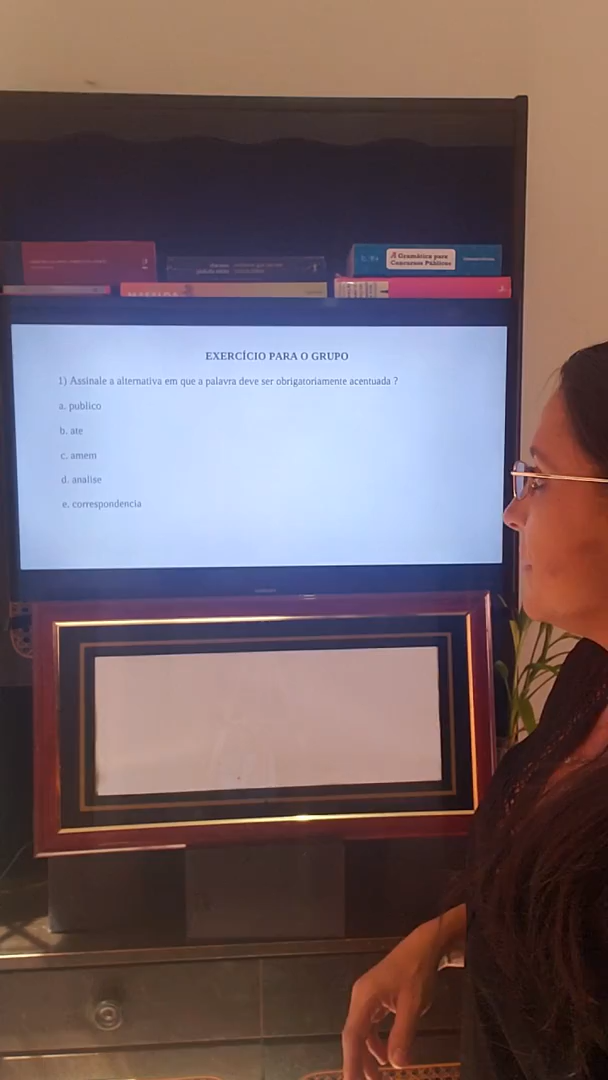 A Gramática para
Concursos Públicos
EXERCÍCIO PARA O GRUPO
1) Assinale a alternativa em que a palavra deve ser obrigatoriamente acentuada ?
a. publico
b. ate
c. amem
d. analise
e. correspondencia